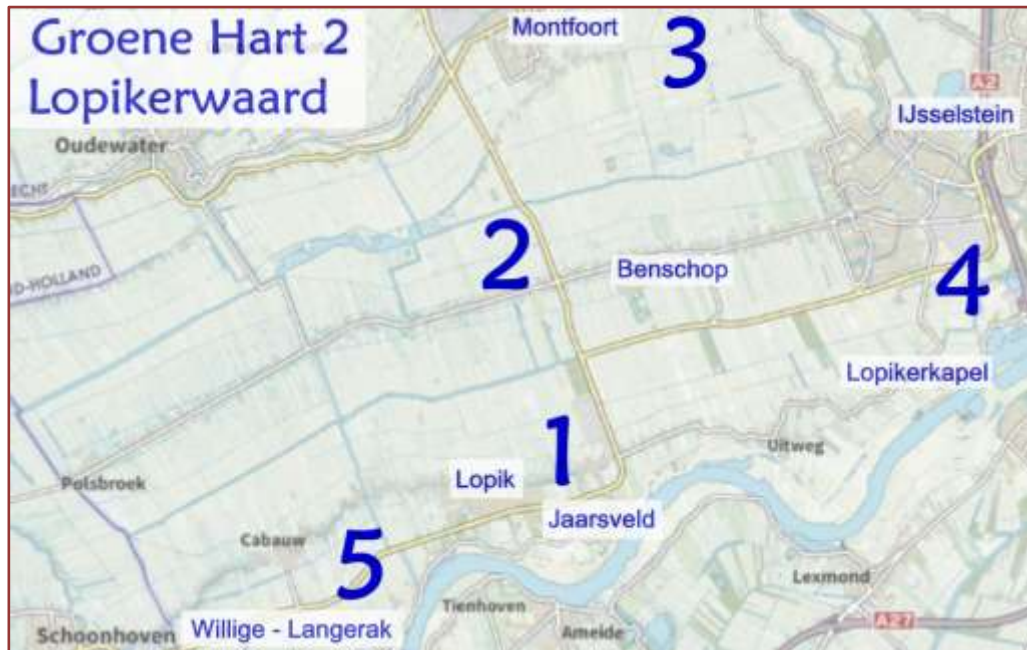 Groene Hart 2
Lopikerwaard
Montfoort
3
A2
IJsselstein
Oudewater
2
Benschop
4
Lopikerkapel
1
Uitweg
Lopik
Polsbroek
Jaarsveld
Cabauw
5
Lexmond
Tienhoven
Willige - Langerak
Schoonhoven
Ameide
A27